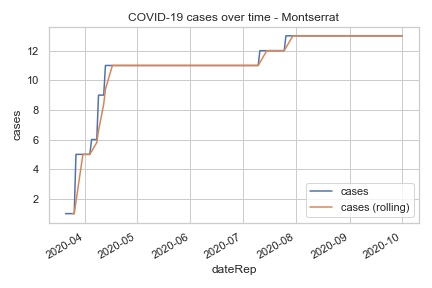 COVID-19 cases over time - Montserrat
cases
12
10
8
6
4
2
cases
cases (rolling)
2020-04
2020-05
2020-06
2020-07
2020-08
2020-09
2020-10
dateRep